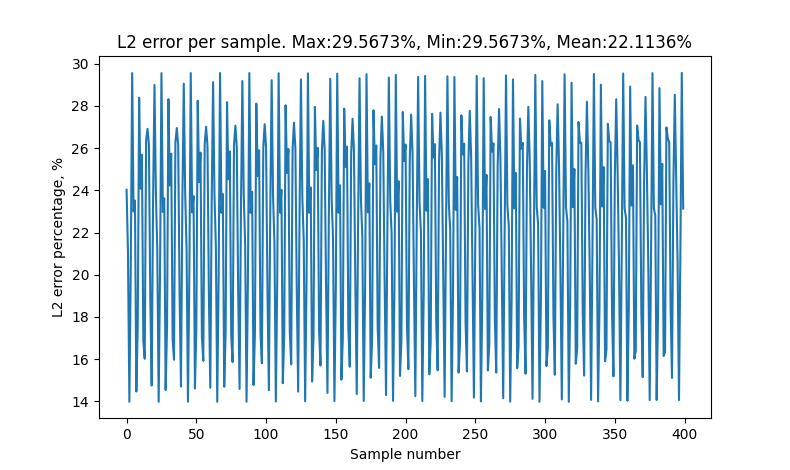 L2 error per sample. Max:29.5673%, Min:29.5673%, Mean:22.1136%
30
28
26
24
22
20
18
16
14
L2 error percentage, %
0 50 100 150 200 250 300 350 400
Sample number